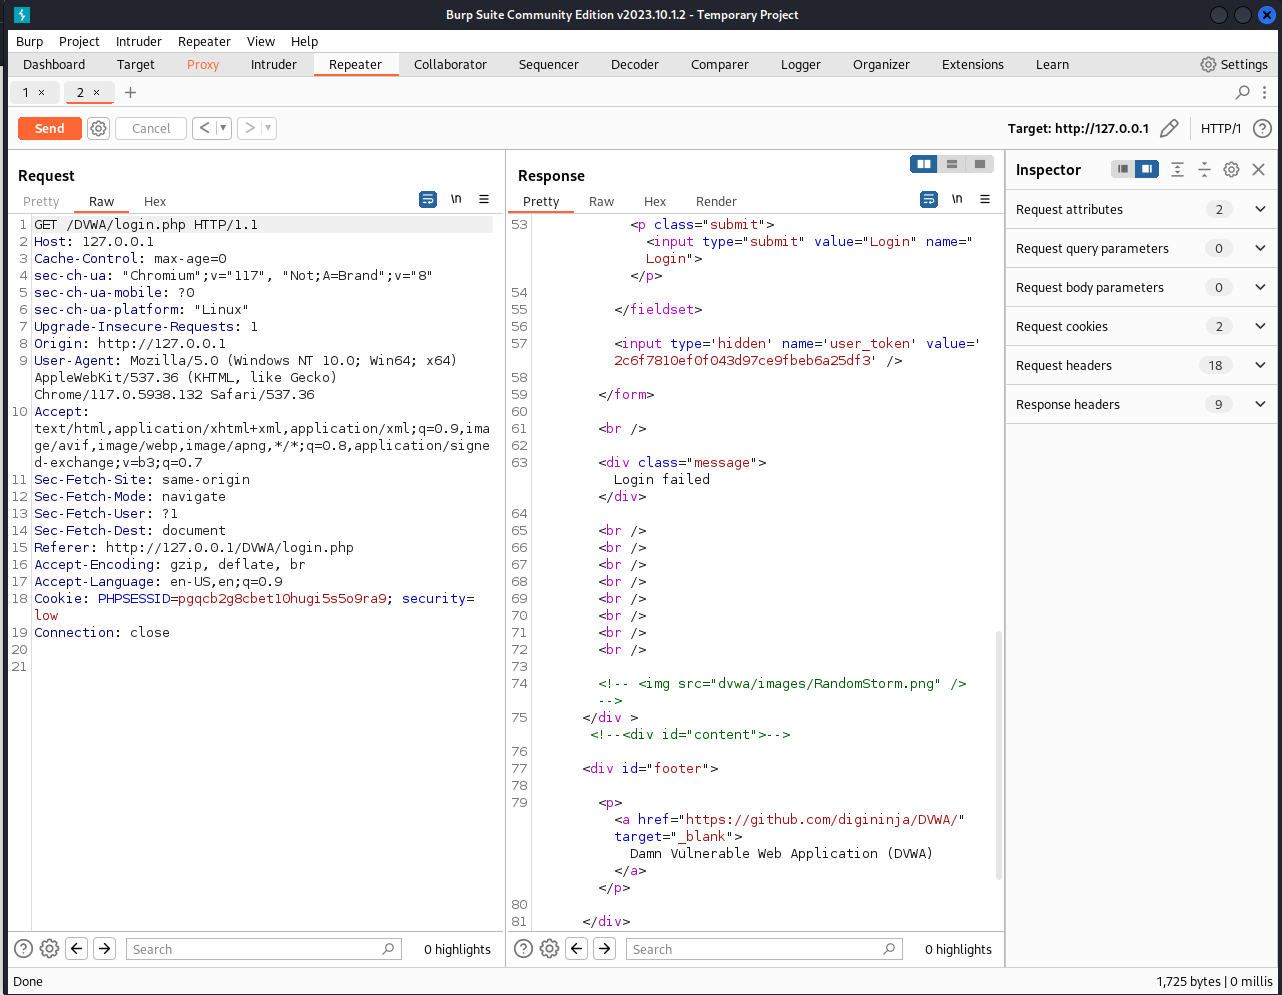 Burp Suite Community Edition v2023.10.1.2 - Temporary Project
Burp Project Intruder Repeater View Help
Dashboard Target Proxy Intruder Repeater Collaborator Sequencer Decoder Comparer Logger Organizer Extensions Learn Settings
1 × 2 × +
Send Cancel < > Target: http://127.0.0.1 HTTP/1 ?
Request
Pretty Raw Hex \n
1 GET /DVWA/login.php HTTP/1.1
2 Host: 127.0.0.1
3 Cache-Control: max-age=0
4 sec-ch-ua: "Chromium";v="117", "Not;A=Brand";v="8"
5 sec-ch-ua-mobile: ?0
6 sec-ch-ua-platform: "Linux"
7 Upgrade-Insecure-Requests: 1
8 Origin: http://127.0.0.1
9 User-Agent: Mozilla/5.0 (Windows NT 10.0; Win64; x64)
AppleWebKit/537.36 (KHTML, like Gecko)
Chrome/117.0.5938.132 Safari/537.36
10 Accept:
text/html,application/xhtml+xml,application/xml;q=0.9,ima
ge/avif,image/webp,image/apng,*/*;q=0.8,application/signe
d-exchange;v=b3;q=0.7
11 Sec-Fetch-Site: same-origin
12 Sec-Fetch-Mode: navigate
13 Sec-Fetch-User: ?1
14 Sec-Fetch-Dest: document
15 Referer: http://127.0.0.1/DVWA/login.php
16 Accept-Encoding: gzip, deflate, br
17 Accept-Language: en-US,en;q=0.9
18 Cookie: PHPSESSID=pgqcb2g8cbet10hugi5s5o9ra9; security=
low
19 Connection: close
20
21
? Search 0 highlights
Response
Pretty Raw Hex Render \n
53 <p class="submit">
<input type="submit" value="Login" name="
Login">
</p>
54
55 </fieldset>
56
57 <input type='hidden' name='user_token' value='
2c6f7810ef0f043d97ce9fbeb6a25df3' />
58
59 </form>
60
61 <br />
62
63 <div class="message">
Login failed
</div>
64
65 <br />
66 <br />
67 <br />
68 <br />
69 <br />
70 <br />
71 <br />
72 <br />
73
74 <!-- <img src="dvwa/images/RandomStorm.png" />
-->
75 </div >
<!--<div id="content">-->
76
77 <div id="footer">
78
79 <p>
<a href="https://github.com/digininja/DVWA/"
target="_blank">
Damn Vulnerable Web Application (DVWA)
</a>
</p>
80
81 </div>
? Search 0 highlights
Inspector
Request attributes 2
Request query parameters 0
Request body parameters 0
Request cookies 2
Request headers 18
Response headers 9
Done 1,725 bytes | 0 millis